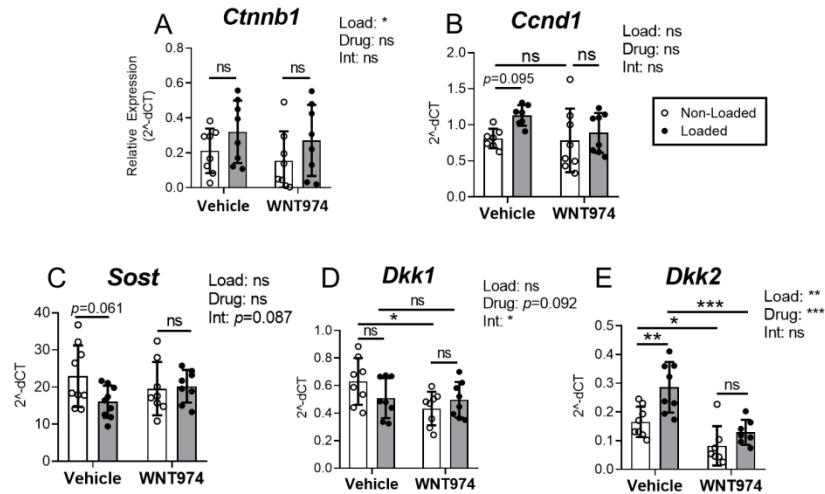 A
Ctnnb1
Load: *
Drug: ns
Int: ns
ns
ns
Relative Expression
(2^-dCT)
0.8
0.6
0.4
0.2
0.0
Vehicle
WNT974
B
Ccnd1
Load: ns
Drug: ns
Int: ns
ns
p=0.095
ns
2^-dCT
2.0
1.5
1.0
0.5
0.0
Vehicle
WNT974
Non-Loaded
Loaded
C
Sost
Load: ns
Drug: ns
Int: p=0.087
p=0.061
ns
2^-dCT
40
30
20
10
0
Vehicle
WNT974
D
Dkk1
Load: ns
Drug: p=0.092
Int: *
ns
*
ns
ns
2^-dCT
1.0
0.8
0.6
0.4
0.2
0.0
Vehicle
WNT974
E
Dkk2
Load: **
Drug: ***
Int: ns
***
*
**
ns
2^-dCT
0.5
0.4
0.3
0.2
0.1
0.0
Vehicle
WNT974